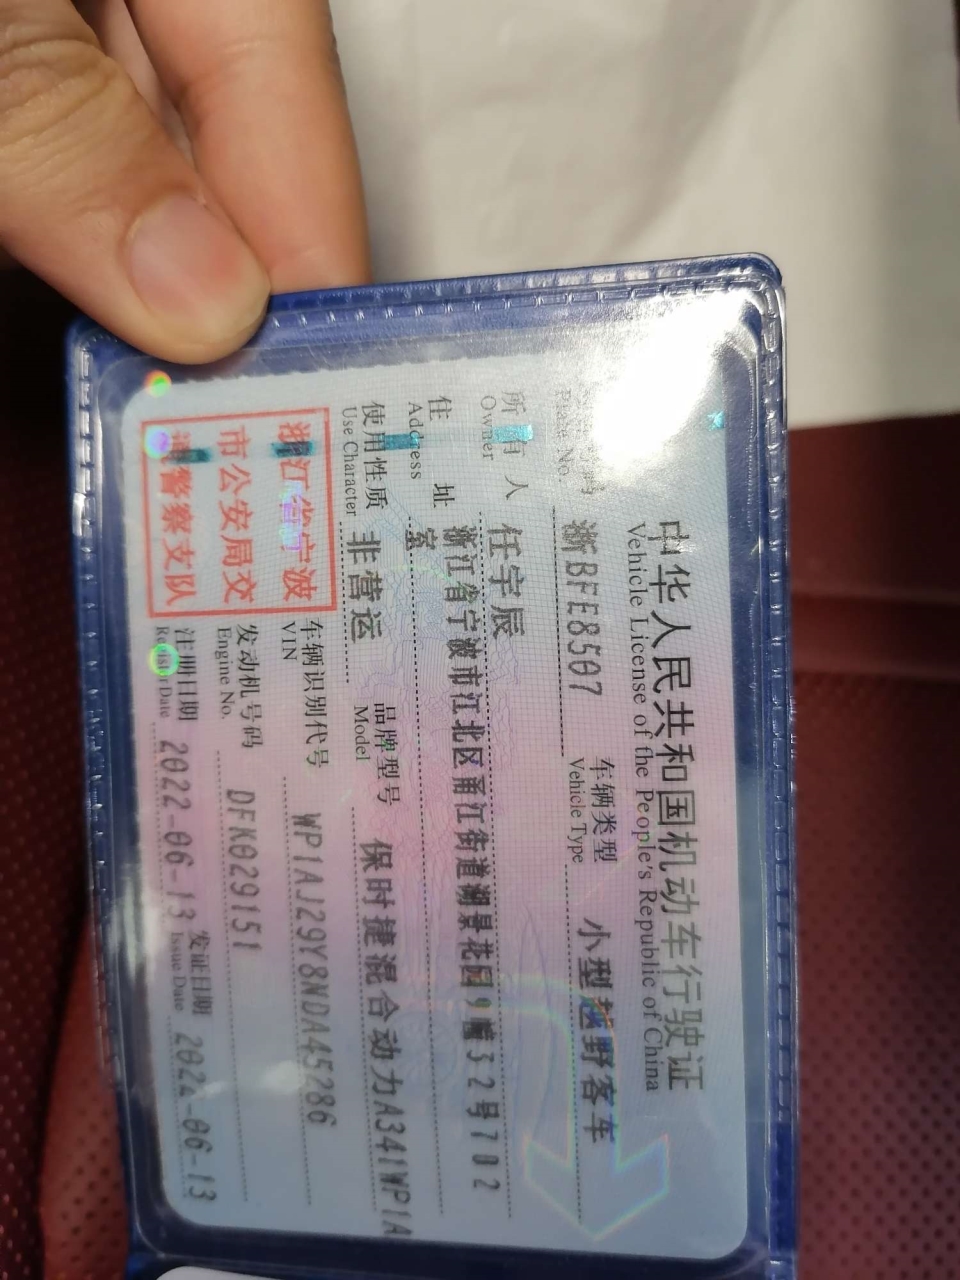 中华人民共和国机动车行驶证
Vehicle License of the People's Republic of China
Plate No. 浙BFE8507 车辆类型 小型越野客车
Vehicle Type
所有人 任宇辰
Owner
住址 浙江省宁波市江北区甬江街道湖景花园9幢32号702
Address 室
使用性质 非营运 品牌型号 保时捷混合动力A341WP1A
Use Character Model
浙江省宁波
市公安局交
通警察支队
车辆识别代号 WP1AJ29Y8NDA45286
VIN
发动机号码 DFK029151
Engine No.
注册日期 2022-06-13 发证日期 2024-06-13
Register Date Issue Date